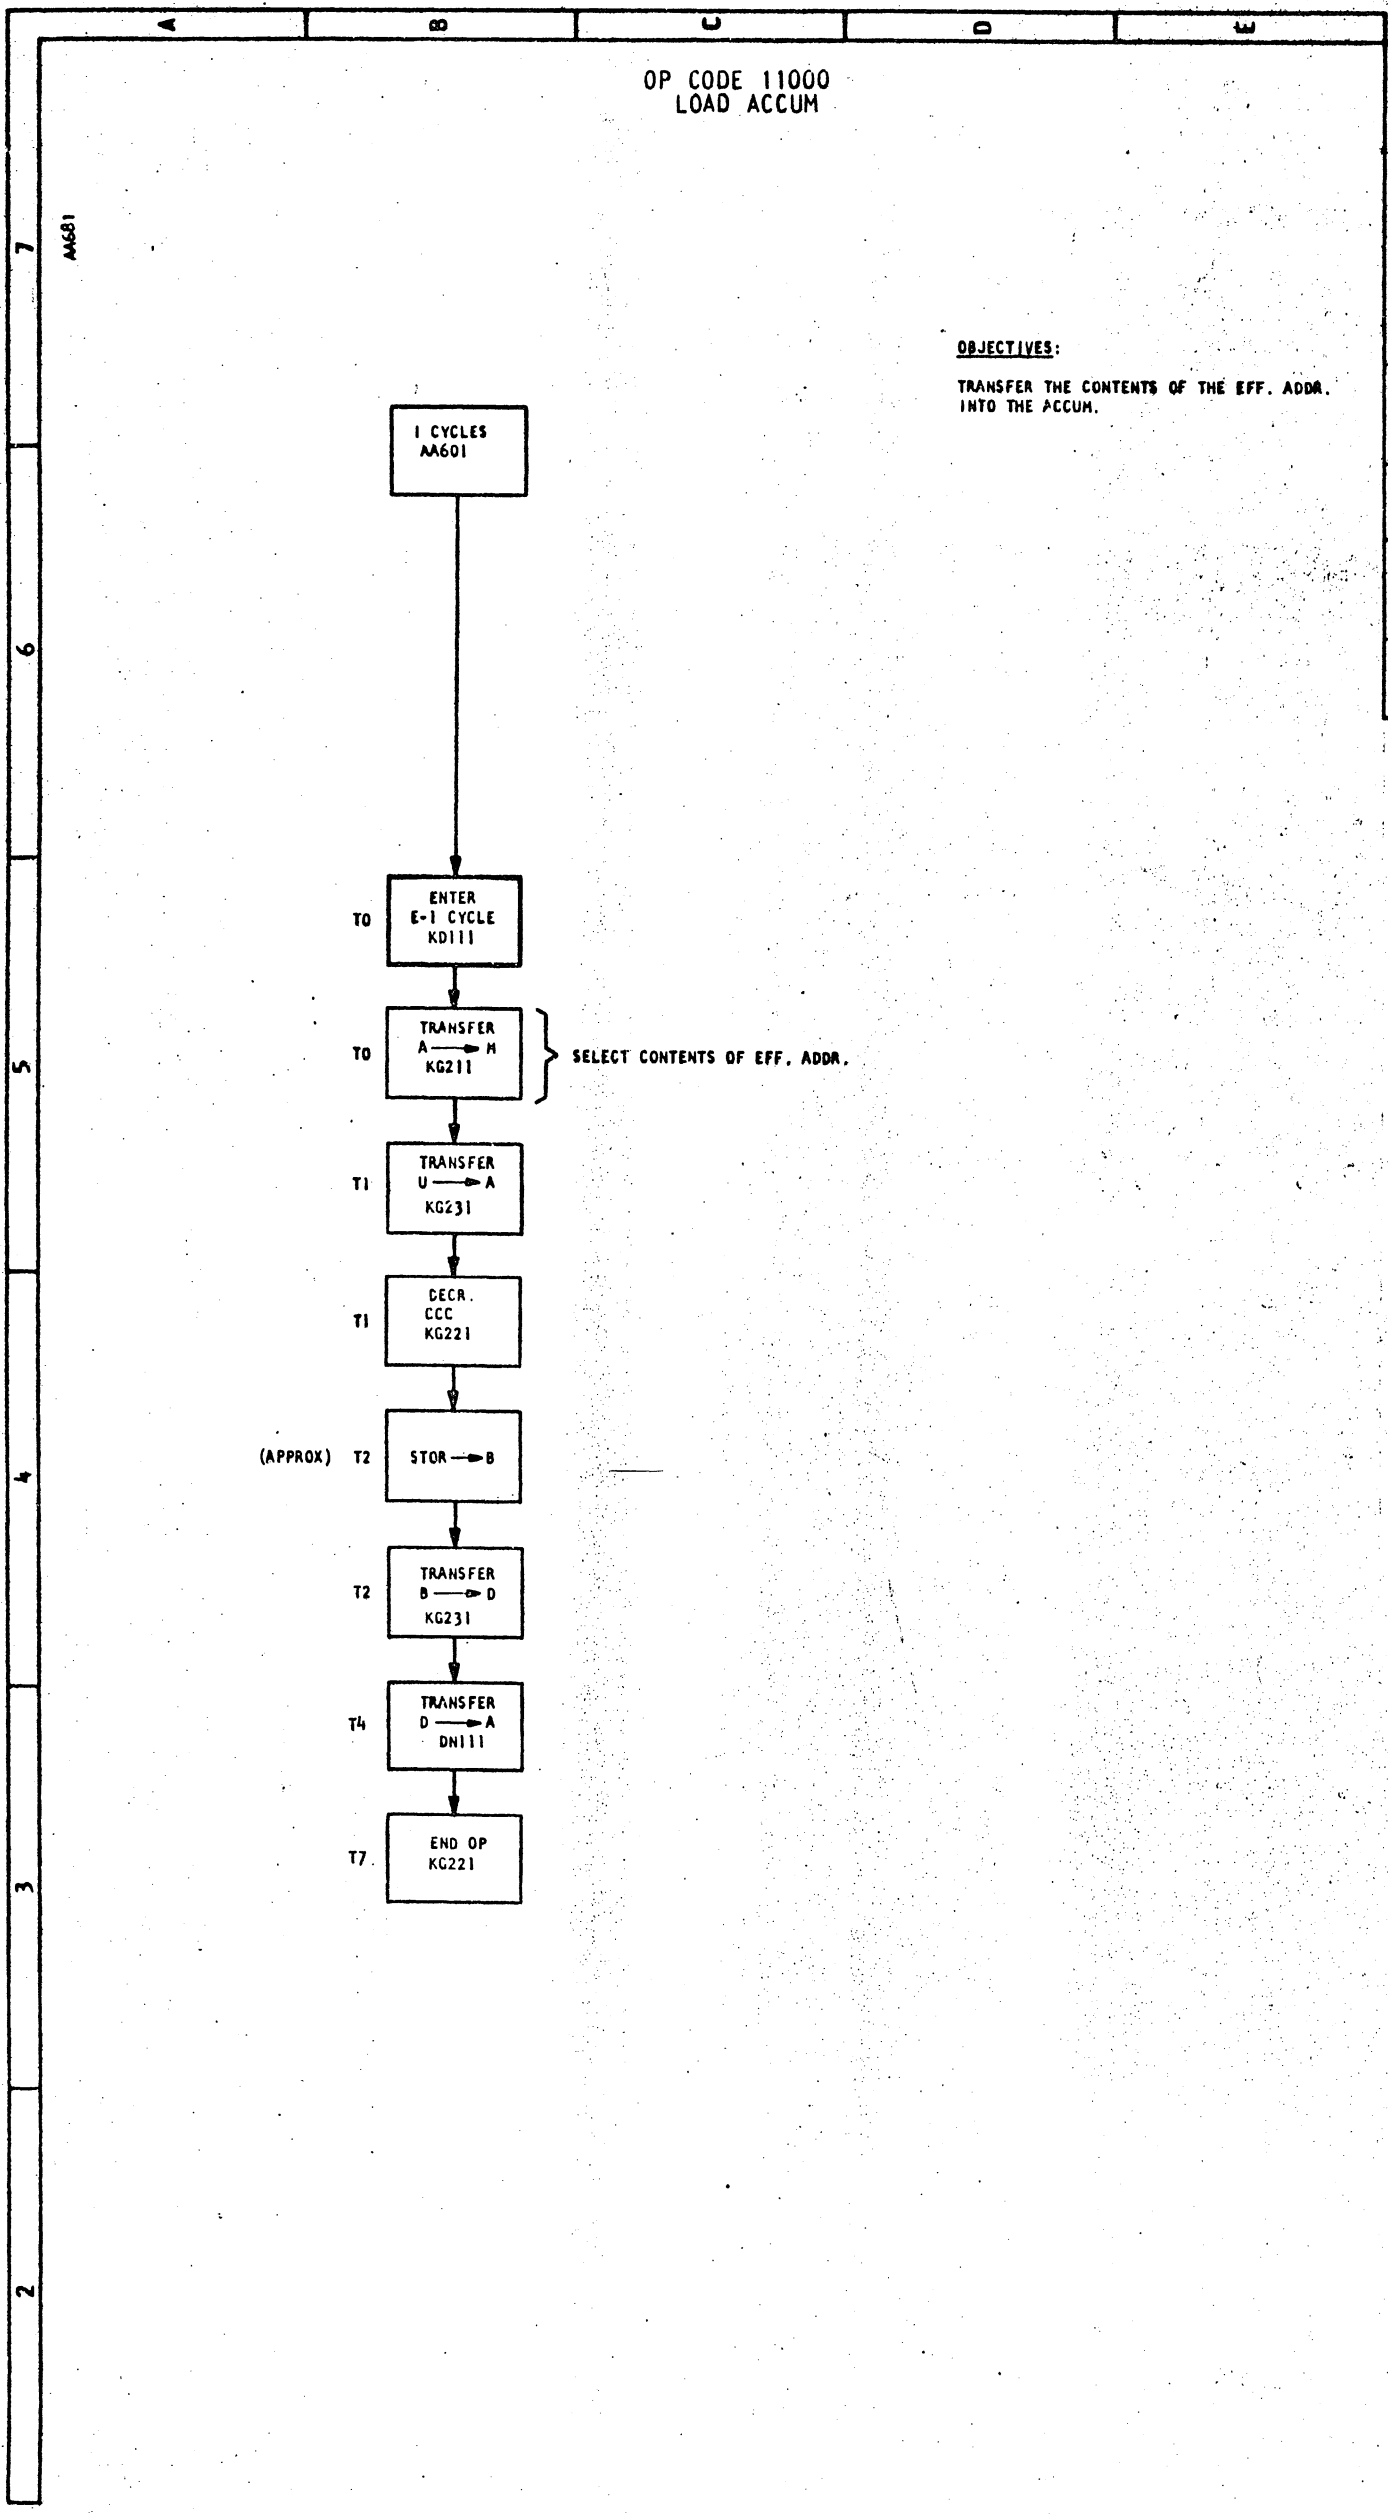 A B C D E
OP CODE 11000
LOAD ACCUM
7
AA681
OBJECTIVES:
TRANSFER THE CONTENTS OF THE EFF. ADDR.
INTO THE ACCUM.
I CYCLES
AA601
6
T0
ENTER
E-1 CYCLE
KD111
5
T0
TRANSFER
A → M
KG211
SELECT CONTENTS OF EFF. ADDR.
T1
TRANSFER
U → A
KG231
T1
DECR.
CCC
KG221
4
(APPROX) T2
STOR → B
T2
TRANSFER
B → D
KG231
T4
TRANSFER
D → A
DN111
3
T7
END OP
KG221
2